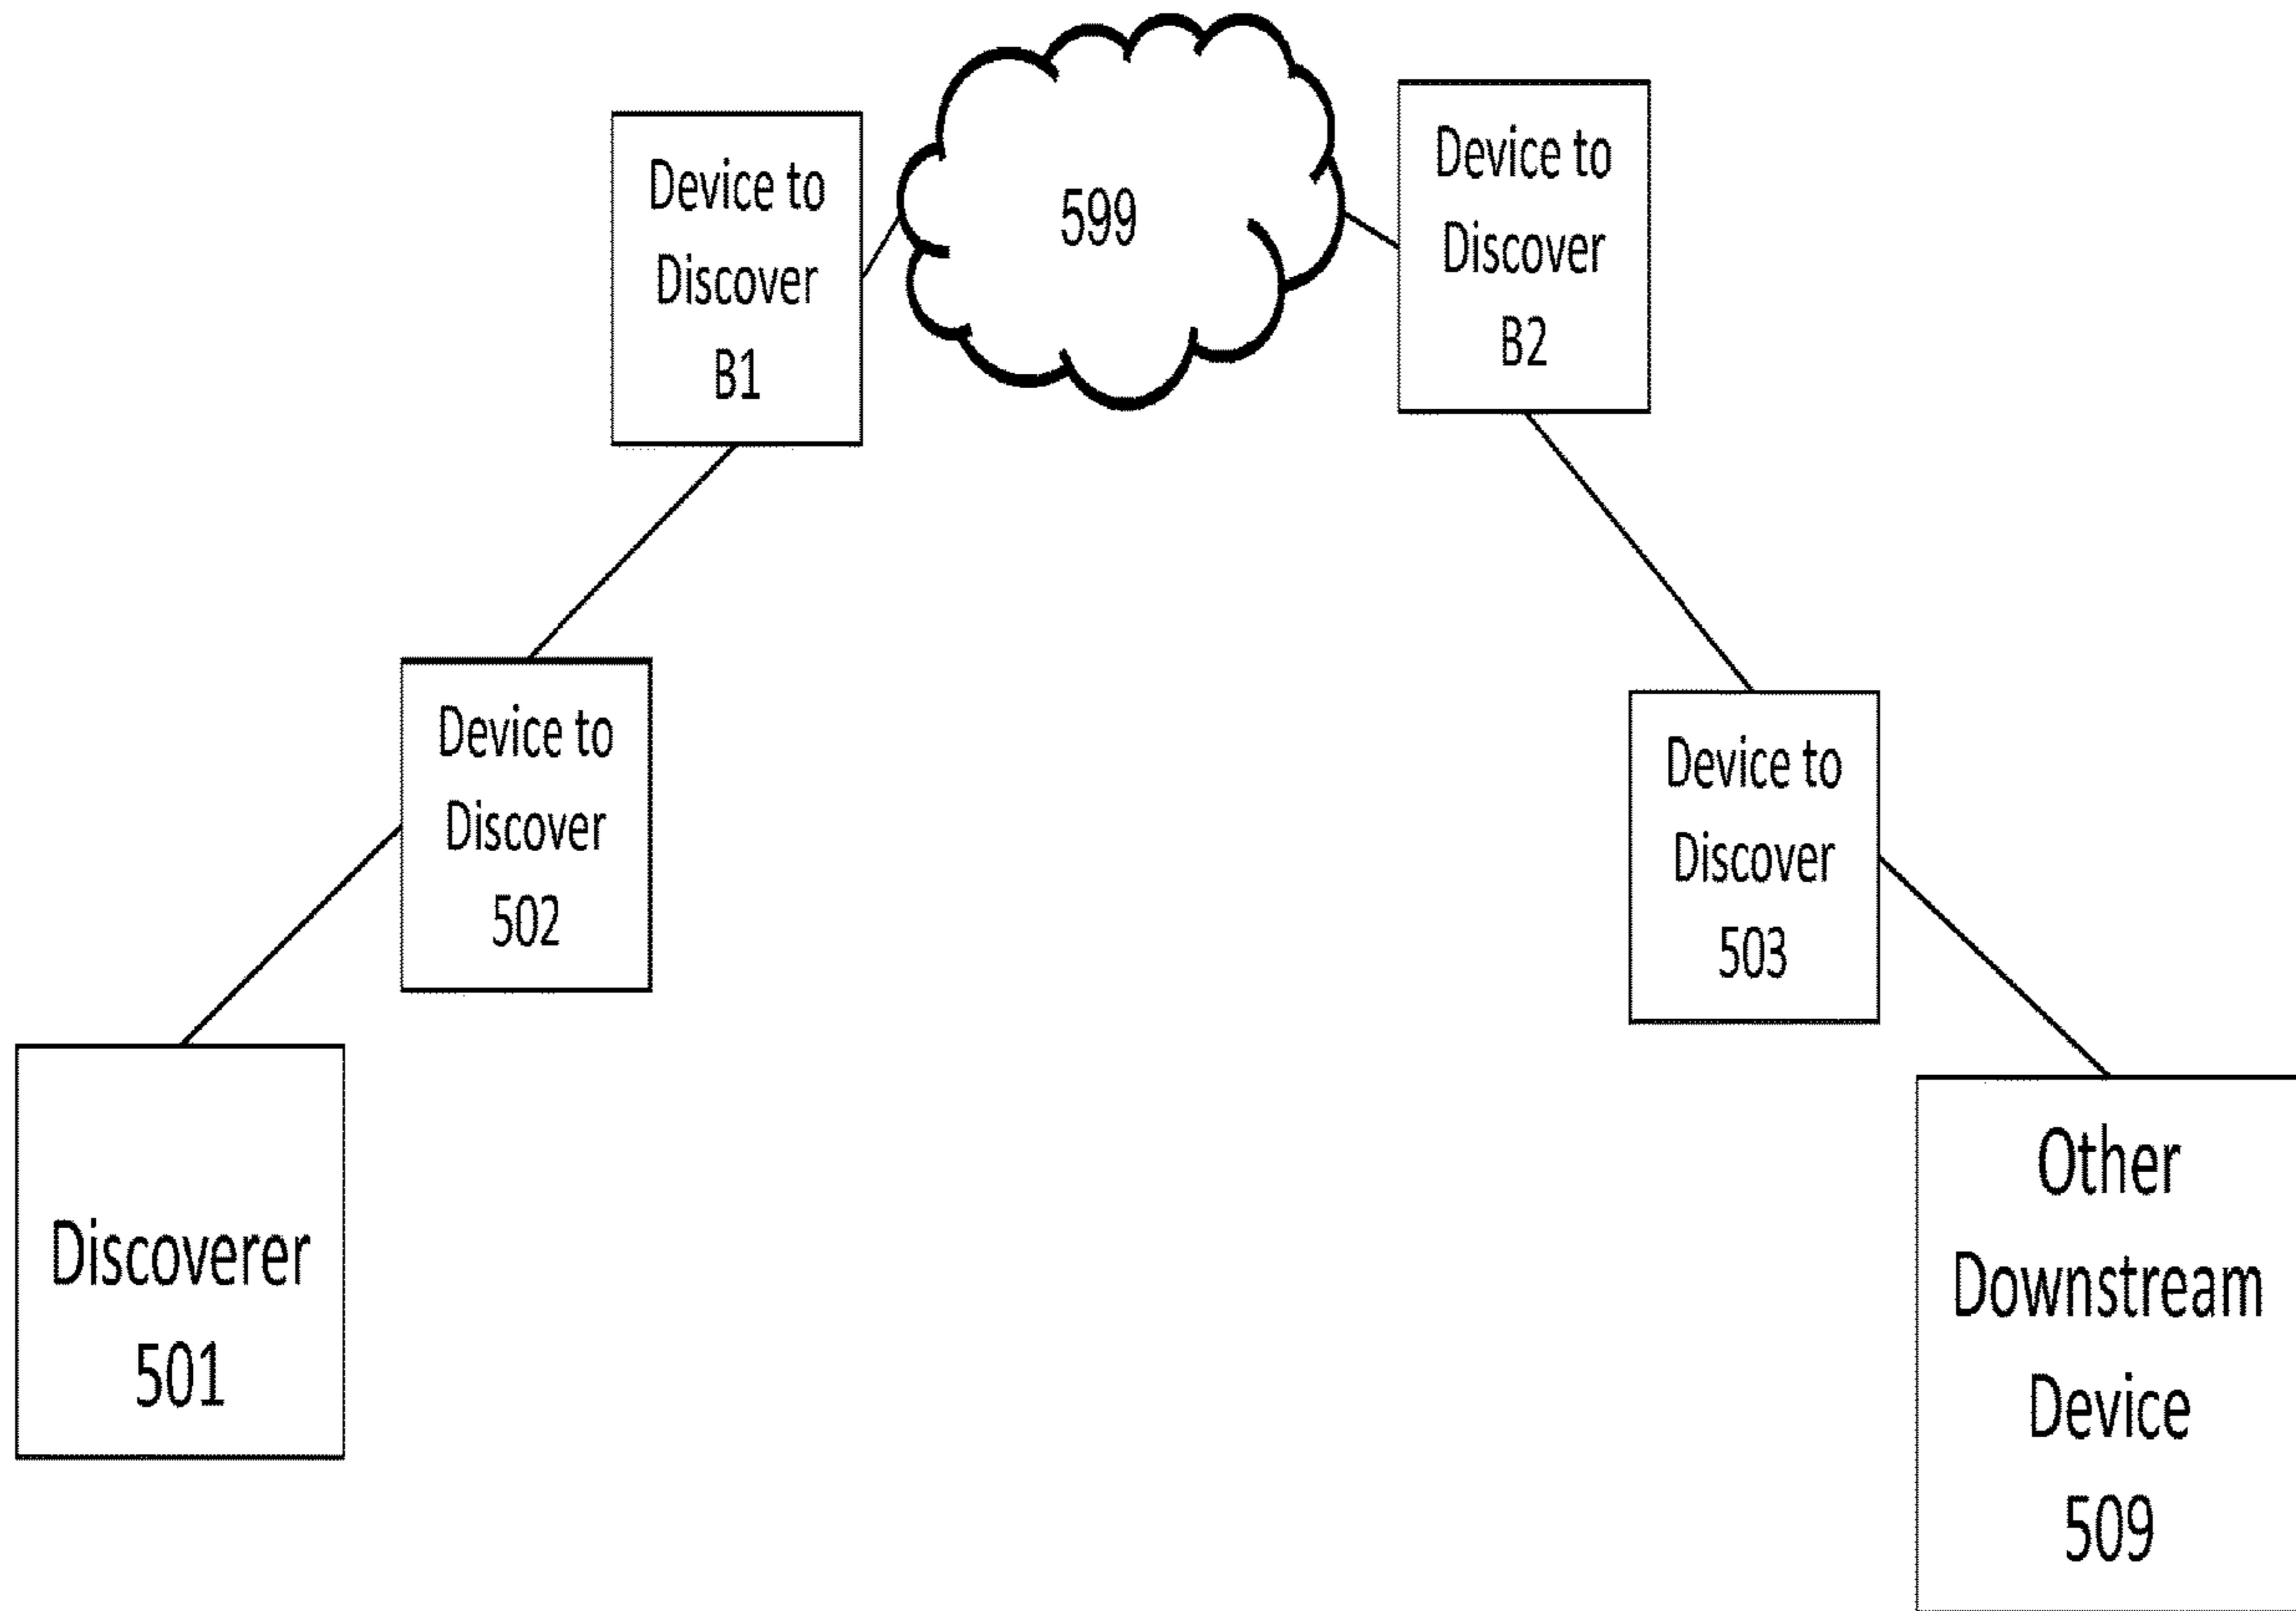 Device to
Discover
B1
599
Device to
Discover
B2
Device to
Discover
502
Device to
Discover
503
Discoverer
501
Other
Downstream
Device
509